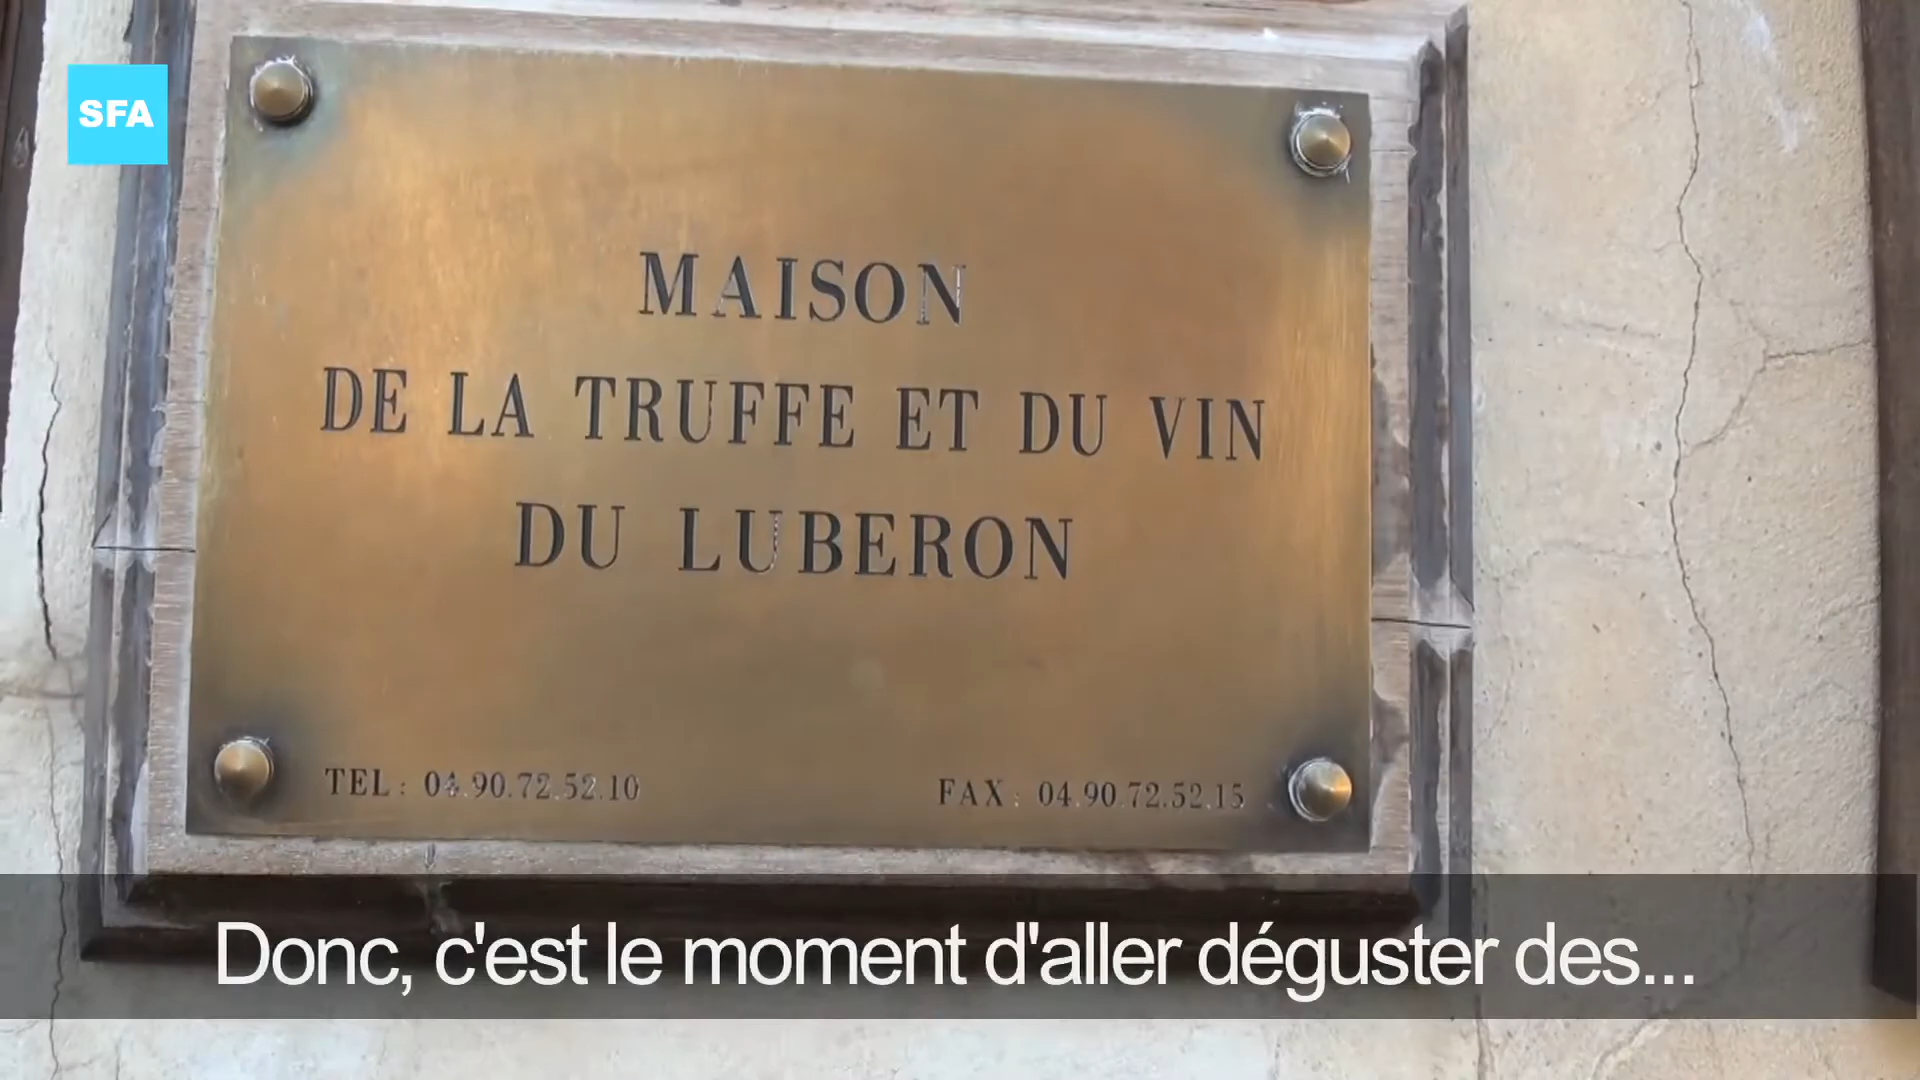 SFA
MAISON
DE LA TRUFFE ET DU VIN
DU LUBERON
TEL : 04.90.72.52.10
FAX : 04.90.72.52.15
Donc, c'est le moment d'aller déguster des...